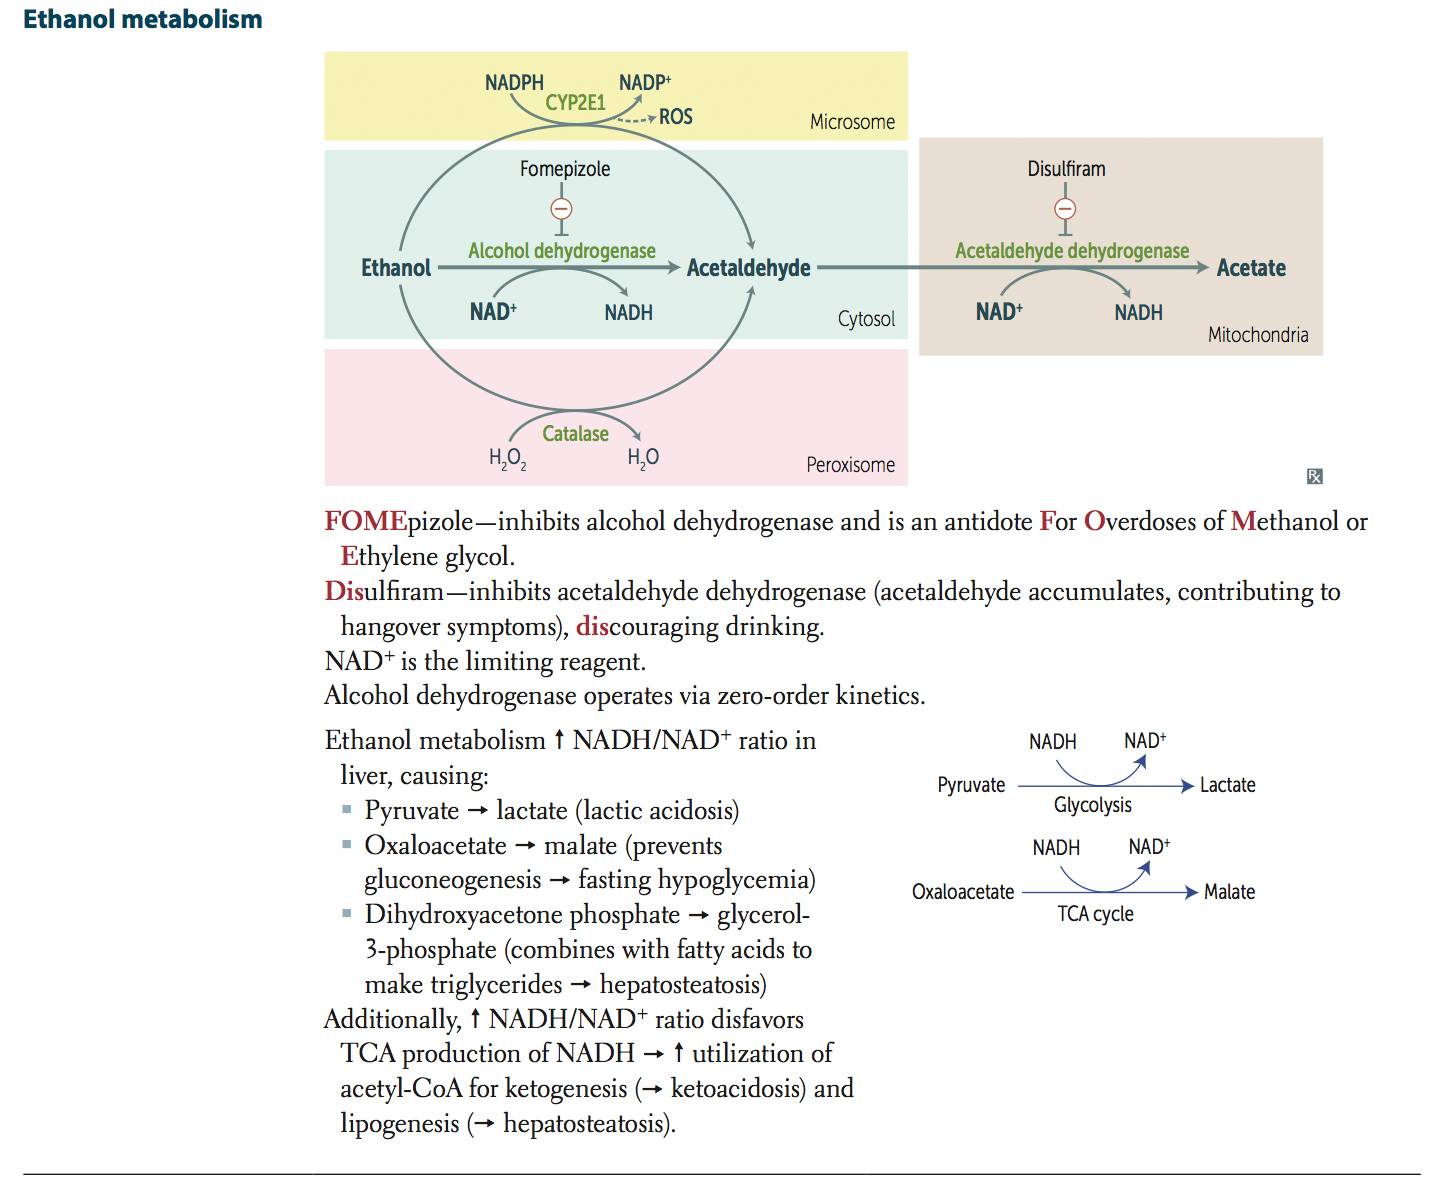 Ethanol metabolism
NADPH NADP+
CYP2E1
ROS
Microsome
Fomepizole
Disulfiram
Alcohol dehydrogenase
Acetaldehyde dehydrogenase
Ethanol Acetaldehyde Acetate
NAD+ NADH
NAD+ NADH
Cytosol
Mitochondria
Catalase
H2O2 H2O
Peroxisome
Rx
FOMEpizole—inhibits alcohol dehydrogenase and is an antidote For Overdoses of Methanol or
Ethylene glycol.
Disulfiram—inhibits acetaldehyde dehydrogenase (acetaldehyde accumulates, contributing to
hangover symptoms), discouraging drinking.
NAD+ is the limiting reagent.
Alcohol dehydrogenase operates via zero-order kinetics.
Ethanol metabolism ↑ NADH/NAD+ ratio in
liver, causing:
▪ Pyruvate → lactate (lactic acidosis)
▪ Oxaloacetate → malate (prevents
gluconeogenesis → fasting hypoglycemia)
▪ Dihydroxyacetone phosphate → glycerol-
3-phosphate (combines with fatty acids to
make triglycerides → hepatosteatosis)
Additionally, ↑ NADH/NAD+ ratio disfavors
TCA production of NADH → ↑ utilization of
acetyl-CoA for ketogenesis (→ ketoacidosis) and
lipogenesis (→ hepatosteatosis).
NADH NAD+
Pyruvate Lactate
Glycolysis
NADH NAD+
Oxaloacetate Malate
TCA cycle